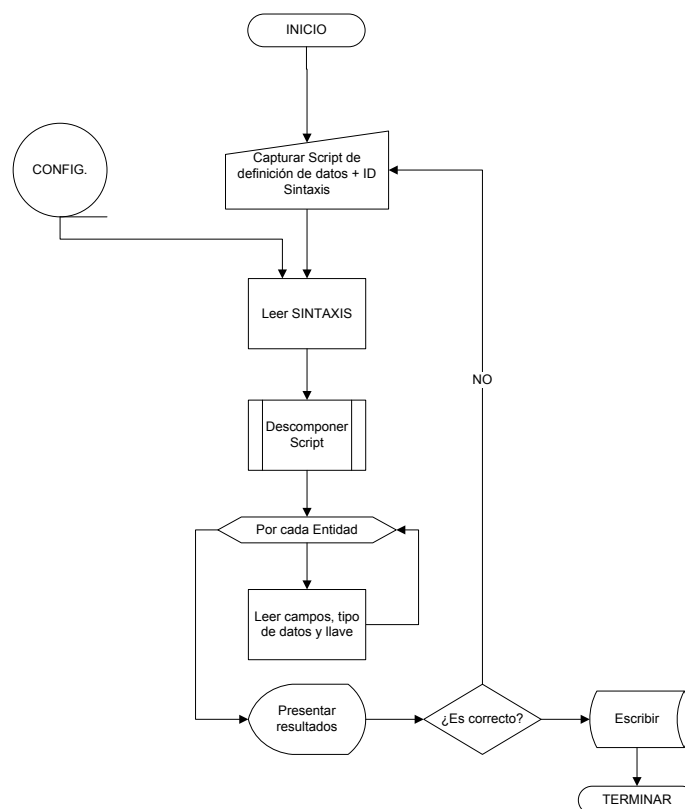 INICIO
CONFIG.
Capturar Script de
definición de datos + ID
Sintaxis
Leer SINTAXIS
NO
Descomponer
Script
Por cada Entidad
Leer campos, tipo
de datos y llave
Presentar
resultados
¿Es correcto?
Escribir
TERMINAR